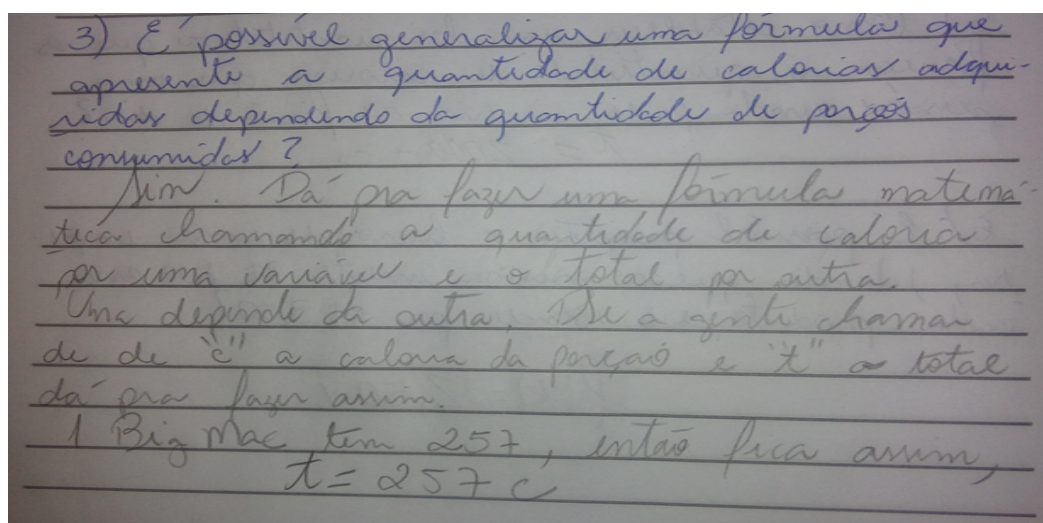 3) É possível generalizar uma fórmula que
apresente a quantidade de calorias adqui-
ridas dependendo da quantidade de porções
consumidas?
Sim. Dá pra fazer uma fórmula matemá-
tica chamando a quantidade de caloria
por uma variável e o total por outra.
Uma depende da outra. Se a gente chamar
de de "c" a caloria da porção e "t" o total
dá pra fazer assim.
1 Big Mac tem 257, então fica assim,
t = 257 c